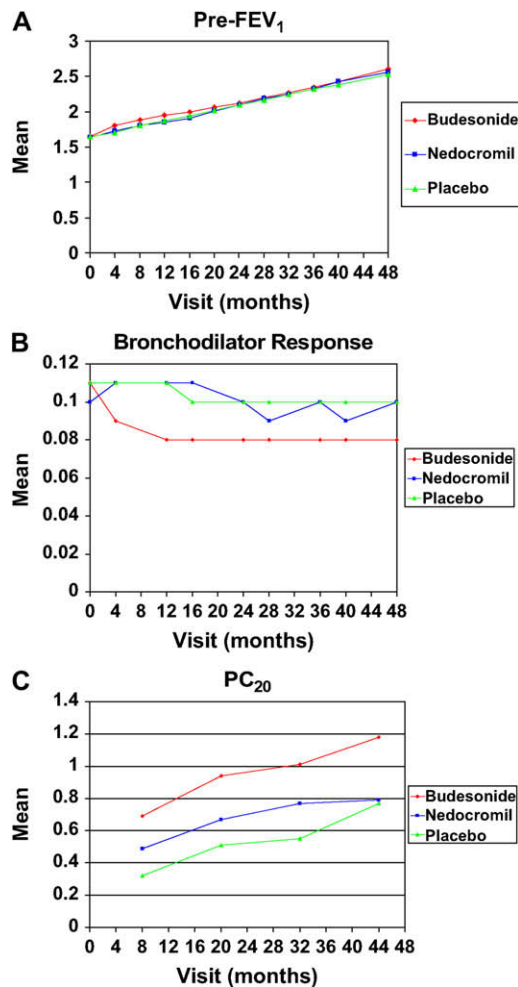 A
Pre-FEV₁
3
2.5
2
1.5
1
0.5
0
Mean
0 4 8 12 16 20 24 28 32 36 40 48
Visit (months)
Budesonide
Nedocromil
Placebo
B
Bronchodilator Response
0.12
0.1
0.08
0.06
0.04
0.02
0
Mean
0 4 8 12 16 20 24 28 32 36 40 44 48
Visit (months)
Budesonide
Nedocromil
Placebo
C
PC₂₀
1.4
1.2
1
0.8
0.6
0.4
0.2
0
Mean
0 4 8 12 16 20 24 28 32 36 40 44 48
Visit (months)
Budesonide
Nedocromil
Placebo